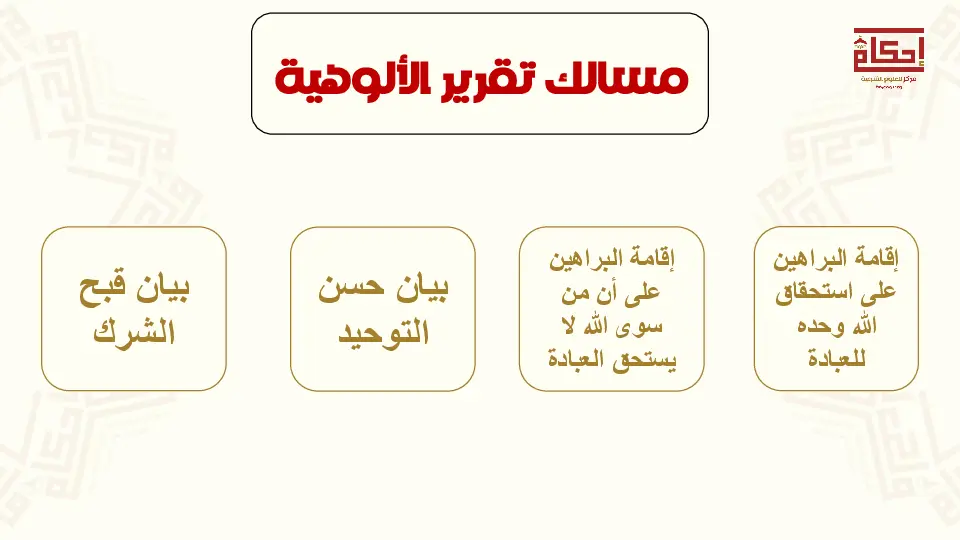 مسالك تقرير الألوهية
إحكام
مركز للعلوم الشرعية
إقامة البراهين
على استحقاق
الله وحده
للعبادة
إقامة البراهين
على أن من
سوى الله لا
يستحق العبادة
بيان حسن
التوحيد
بيان قبح
الشرك